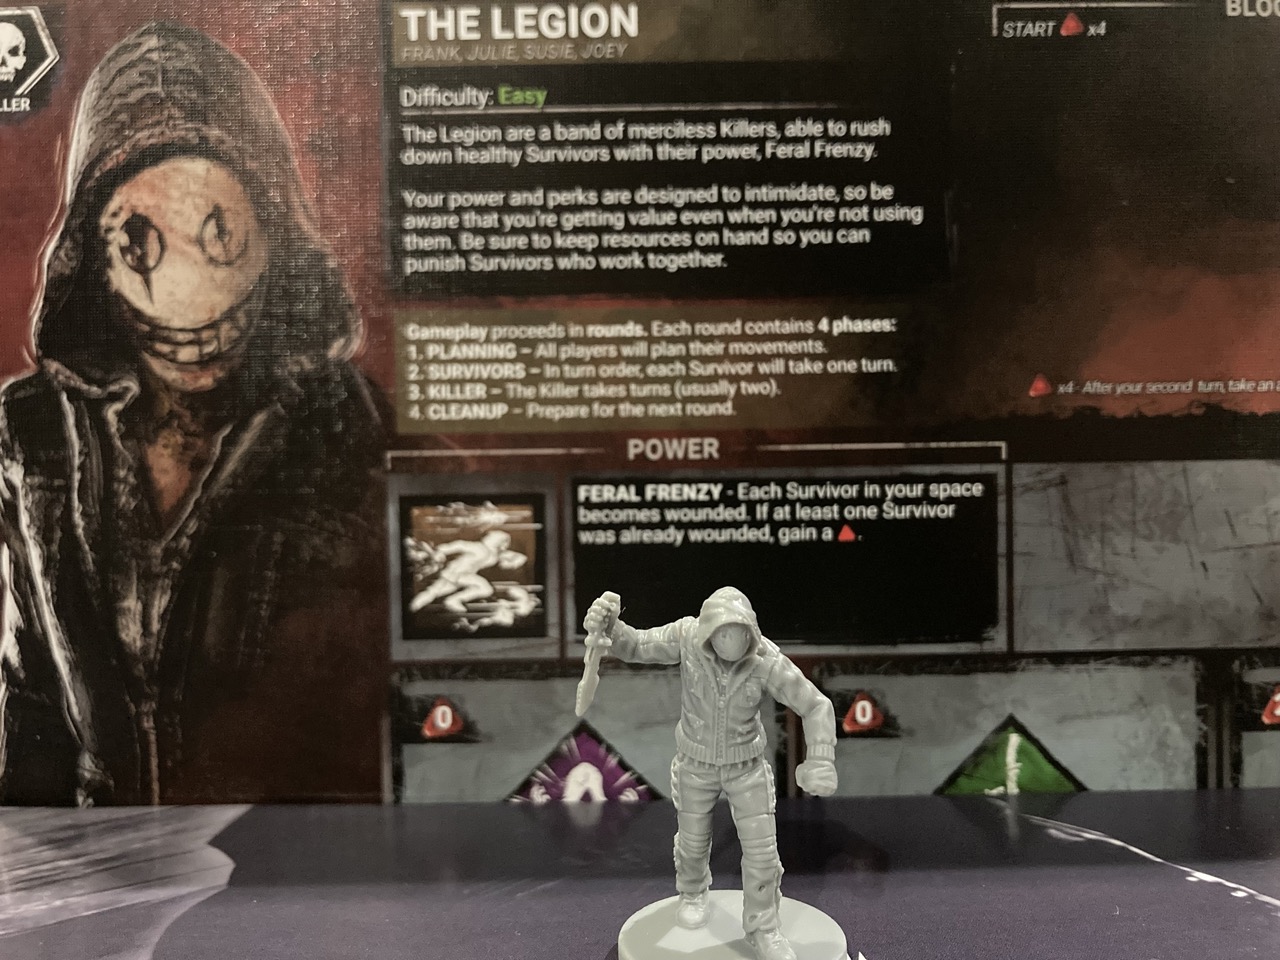 THE LEGION
FRANK, JULIE, SUSIE, JOEY
START x4
Difficulty: Easy
The Legion are a band of merciless Killers, able to rush
down healthy Survivors with their power, Feral Frenzy.
Your power and perks are designed to intimidate, so be
aware that you're getting value even when you're not using
them. Be sure to keep resources on hand so you can
punish Survivors who work together.
Gameplay proceeds in rounds. Each round contains 4 phases:
1. PLANNING – All players will plan their movements.
2. SURVIVORS – In turn order, each Survivor will take one turn.
3. KILLER – The Killer takes turns (usually two).
4. CLEANUP – Prepare for the next round.
x4 - After your second turn, take an
POWER
FERAL FRENZY - Each Survivor in your space
becomes wounded. If at least one Survivor
was already wounded, gain a .
0
0